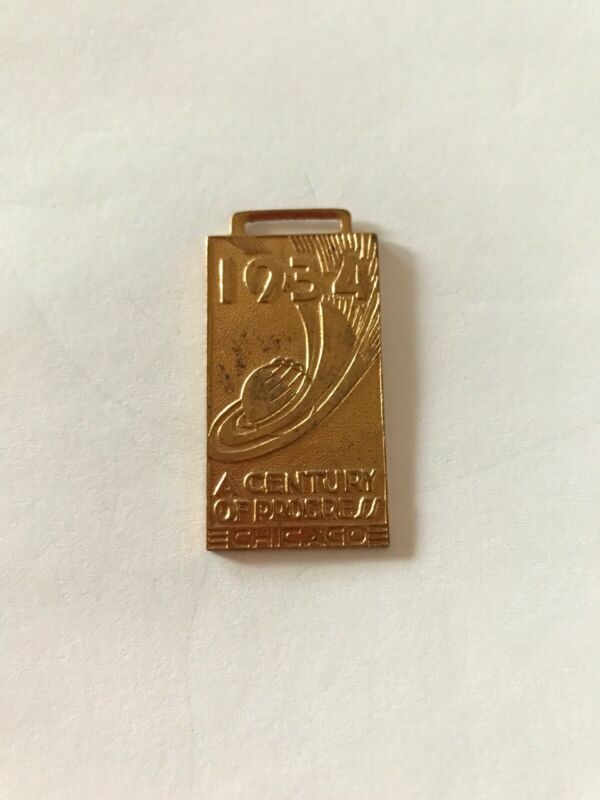 1934
A CENTURY
OF PROGRESS
CHICAGO